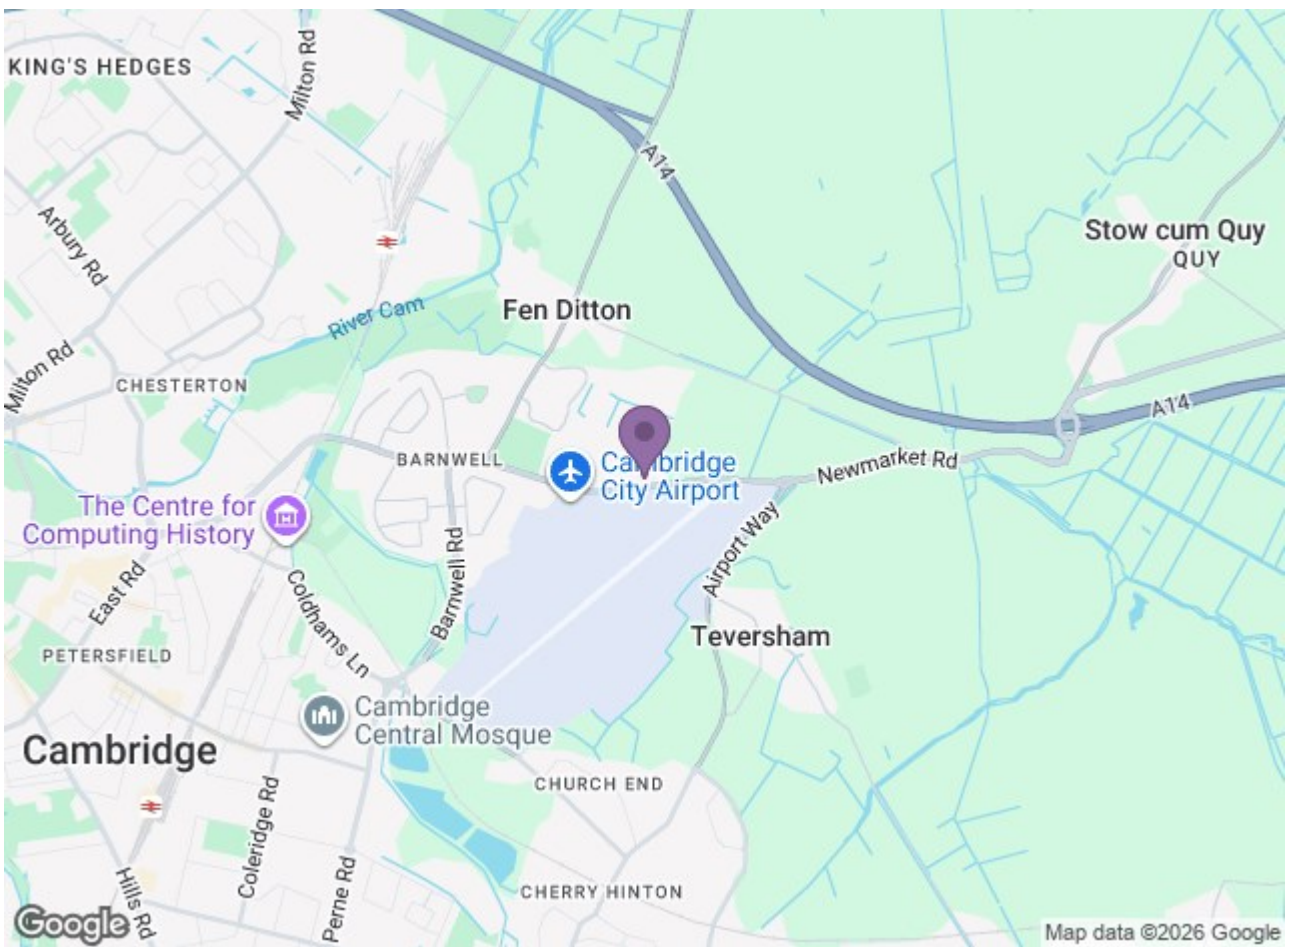 KING'S HEDGES
Milton Rd
A14
Arbury Rd
Stow cum Quy
QUY
Fen Ditton
River Cam
Milton Rd
CHESTERTON
A14
BARNWELL
Cambridge
City Airport
Newmarket Rd
The Centre for
Computing History
Airport Way
Barnwell Rd
East Rd
Coldhams Ln
Teversham
PETERSFIELD
Cambridge
Central Mosque
Cambridge
CHURCH END
Coleridge Rd
Perne Rd
Hills Rd
CHERRY HINTON
Google
Map data ©2026 Google